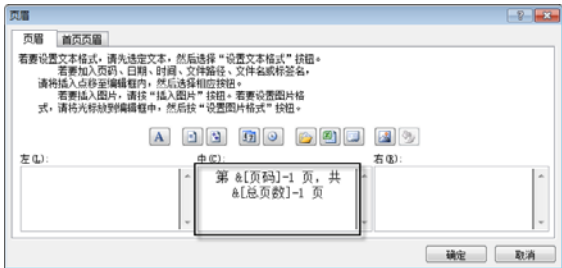 页眉
页眉 首页页眉
若要设置文本格式，请先选定文本，然后选择“设置文本格式”按钮。
若要加入页码、日期、时间、文件路径、文件名或标签名，
请将插入点移至编辑框内，然后选择相应按钮。
若要插入图片，请按“插入图片”按钮。若要设置图片格
式，请将光标放到编辑框中，然后按“设置图片格式”按钮。
A
左(L): 中(C): 右(R):
第 &[页码]-1 页，共
&[总页数]-1 页
确定 取消